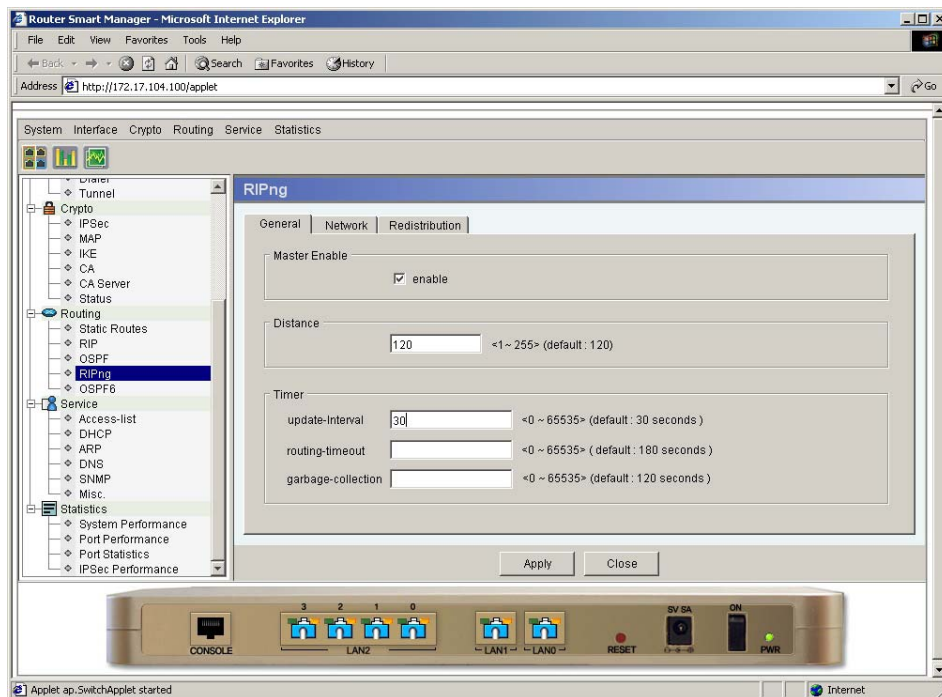 Router Smart Manager - Microsoft Internet Explorer
File Edit View Favorites Tools Help
Back Search Favorites History
Address http://172.17.104.100/applet Go
System Interface Crypto Routing Service Statistics
Dialer
Tunnel
Crypto
IPSec
MAP
IKE
CA
CA Server
Status
Routing
Static Routes
RIP
OSPF
RIPng
OSPF6
Service
Access-list
DHCP
ARP
DNS
SNMP
Misc.
Statistics
System Performance
Port Performance
Port Statistics
IPSec Performance
RIPng
General Network Redistribution
Master Enable
enable
Distance
120 <1~ 255> (default : 120)
Timer
update-Interval 30 <0 ~ 65535> (default : 30 seconds )
routing-timeout <0 ~ 65535> ( default : 180 seconds )
garbage-collection <0 ~ 65535> (default : 120 seconds )
Apply Close
3 2 1 0
5V 5A ON
CONSOLE LAN2 LAN1 LAN0 RESET PWR
Applet ap.SwitchApplet started Internet